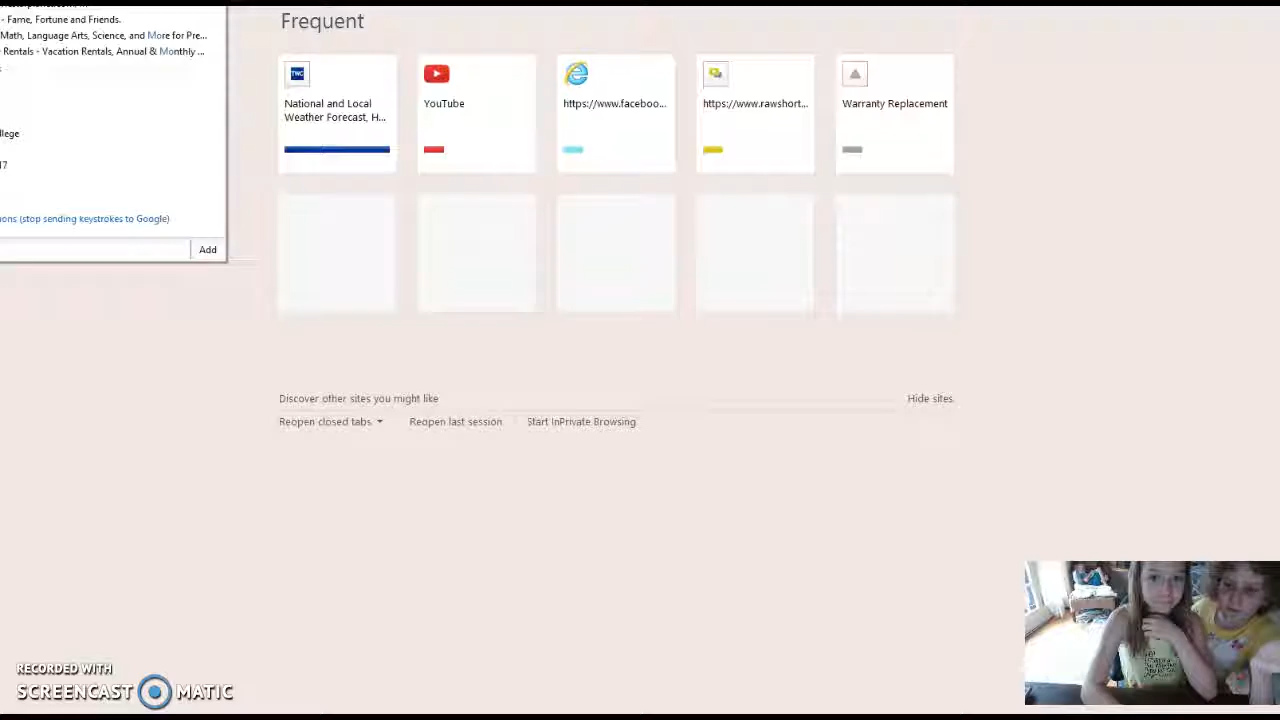 - Fame, Fortune and Friends.
Math, Language Arts, Science, and More for Pre...
Rentals - Vacation Rentals, Annual & Monthly ...
llege
17
ons (stop sending keystrokes to Google)
Add
Frequent
TWC
National and Local
Weather Forecast, H...
YouTube
https://www.faceboo...
https://www.rawshort...
Warranty Replacement
Discover other sites you might like
Hide sites
Reopen closed tabs
Reopen last session
Start InPrivate Browsing
RECORDED WITH
SCREENCAST MATIC